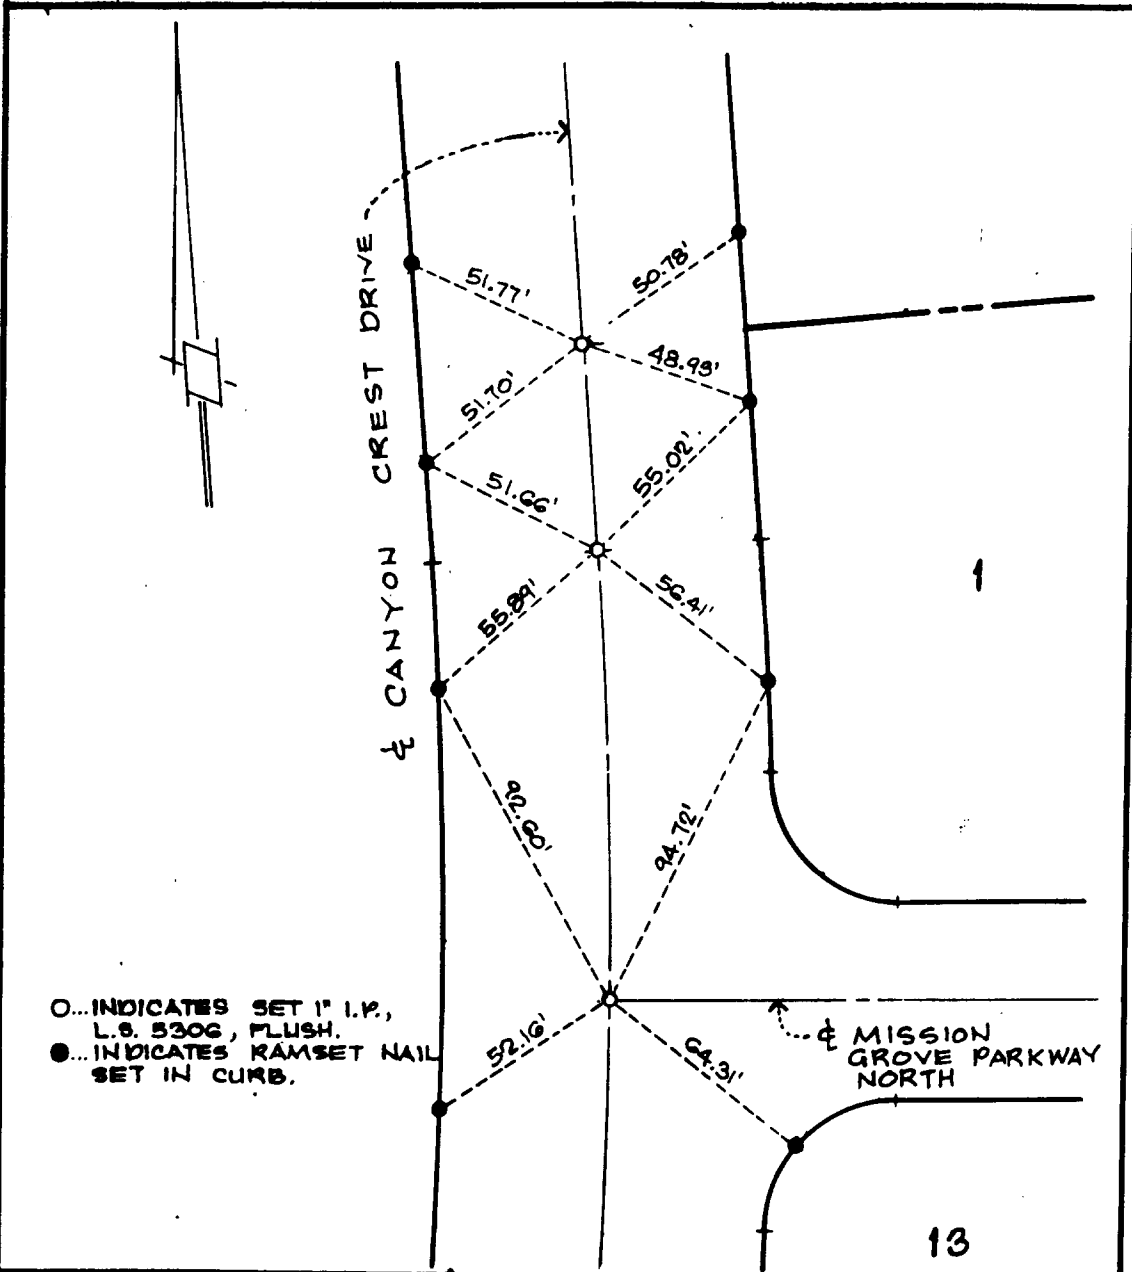 51.77'
50.78'
48.93'
51.70'
55.02'
51.66'
55.89'
56.41'
92.60'
94.72'
52.16'
64.31'
℄ CANYON CREST DRIVE
1
O...INDICATES SET 1" I.P.,
L.S. 5306, FLUSH.
●...INDICATES RAMSET NAIL
SET IN CURB.
℄ MISSION
GROVE PARKWAY
NORTH
13